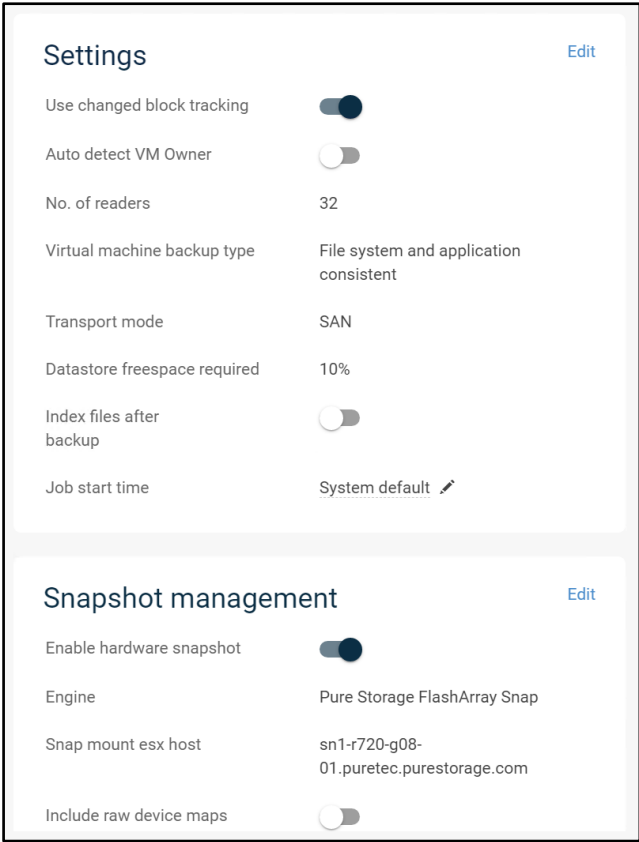 Settings
Edit
Use changed block tracking
Auto detect VM Owner
No. of readers
32
Virtual machine backup type
File system and application
consistent
Transport mode
SAN
Datastore freespace required
10%
Index files after
backup
Job start time
System default
Snapshot management
Edit
Enable hardware snapshot
Engine
Pure Storage FlashArray Snap
Snap mount esx host
sn1-r720-g08-
01.puretec.purestorage.com
Include raw device maps